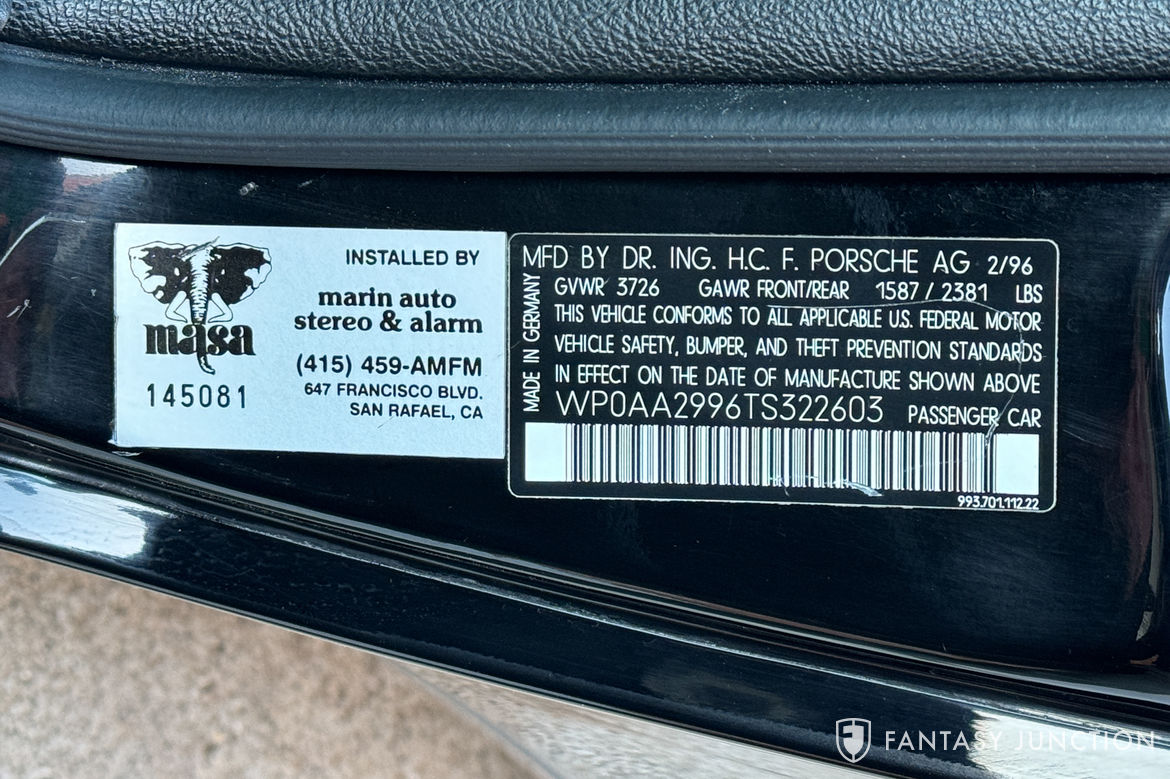 INSTALLED BY
marin auto
stereo & alarm
(415) 459-AMFM
647 FRANCISCO BLVD.
SAN RAFAEL, CA
masa
145081
MFD BY DR. ING. H.C. F. PORSCHE AG 2/96
GVWR 3726 GAWR FRONT/REAR 1587 / 2381 LBS
THIS VEHICLE CONFORMS TO ALL APPLICABLE U.S. FEDERAL MOTOR
VEHICLE SAFETY, BUMPER, AND THEFT PREVENTION STANDARDS
IN EFFECT ON THE DATE OF MANUFACTURE SHOWN ABOVE
WP0AA2996TS322603 PASSENGER CAR
MADE IN GERMANY
993.701.112.22
FANTASY JUNCTION